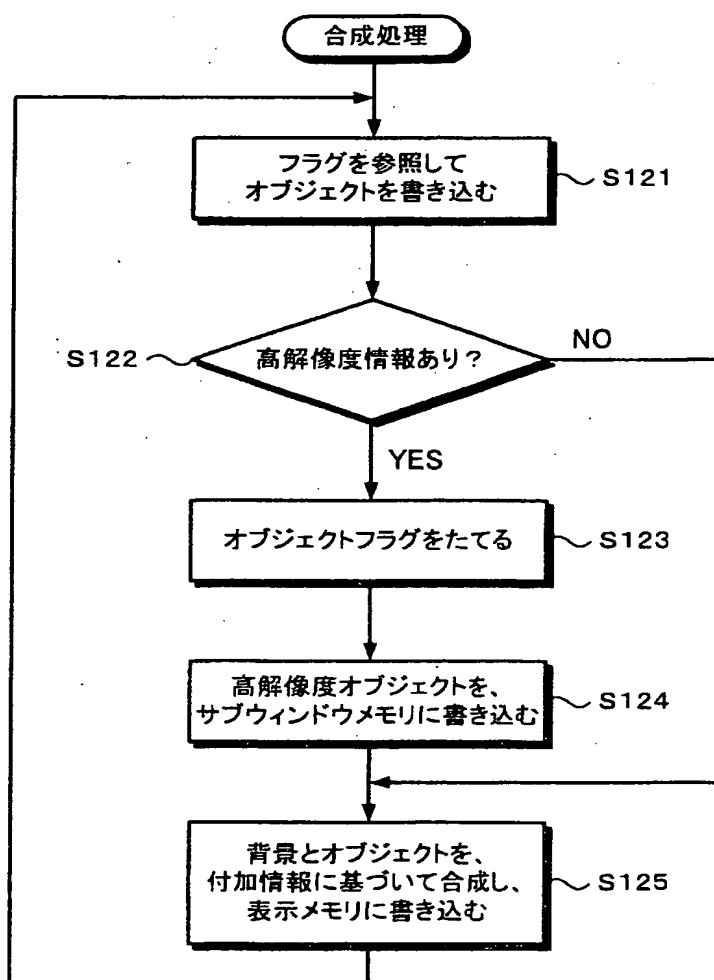 合成処理
フラグを参照して
オブジェクトを書き込む
S121
高解像度情報あり?
S122
NO
YES
オブジェクトフラグをたてる
S123
高解像度オブジェクトを、
サブウィンドウメモリに書き込む
S124
背景とオブジェクトを、
付加情報に基づいて合成し、
表示メモリに書き込む
S125